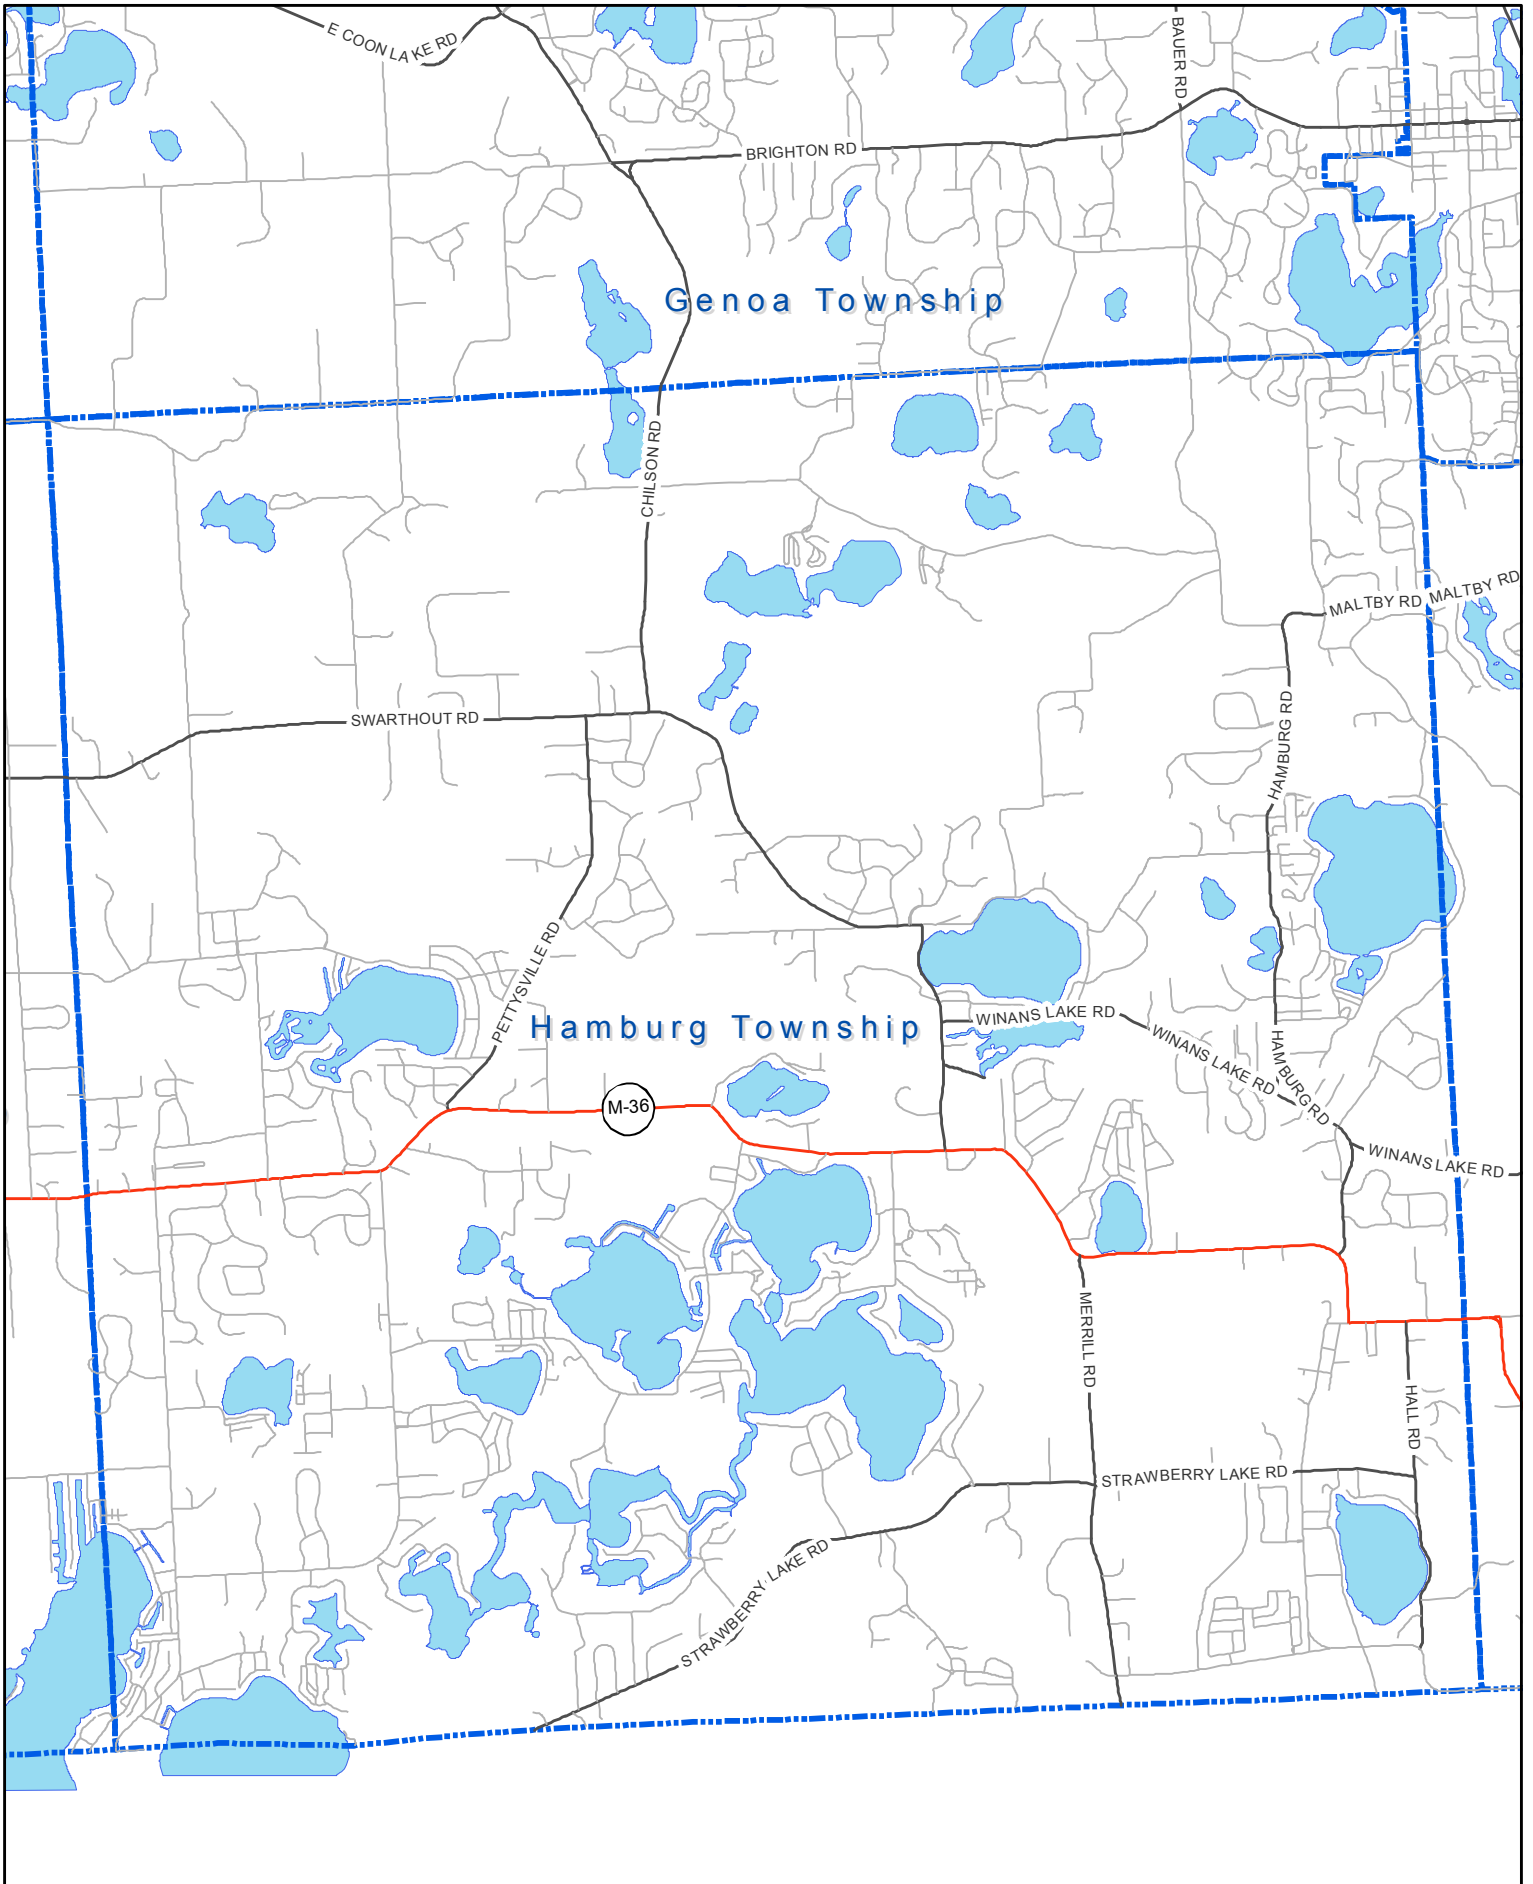 E COON LAKE RD
BAUER RD
BRIGHTON RD
Genoa Township
CHILSON RD
MALTBY RD
MALTBY RD
SWARTHOUT RD
HAMBURG RD
PETTYSVILLE RD
Hamburg Township
WINANS LAKE RD
WINANS LAKE RD
HAMBURG RD
M-36
WINANS LAKE RD
MERRILL RD
HALL RD
STRAWBERRY LAKE RD
STRAWBERRY LAKE RD